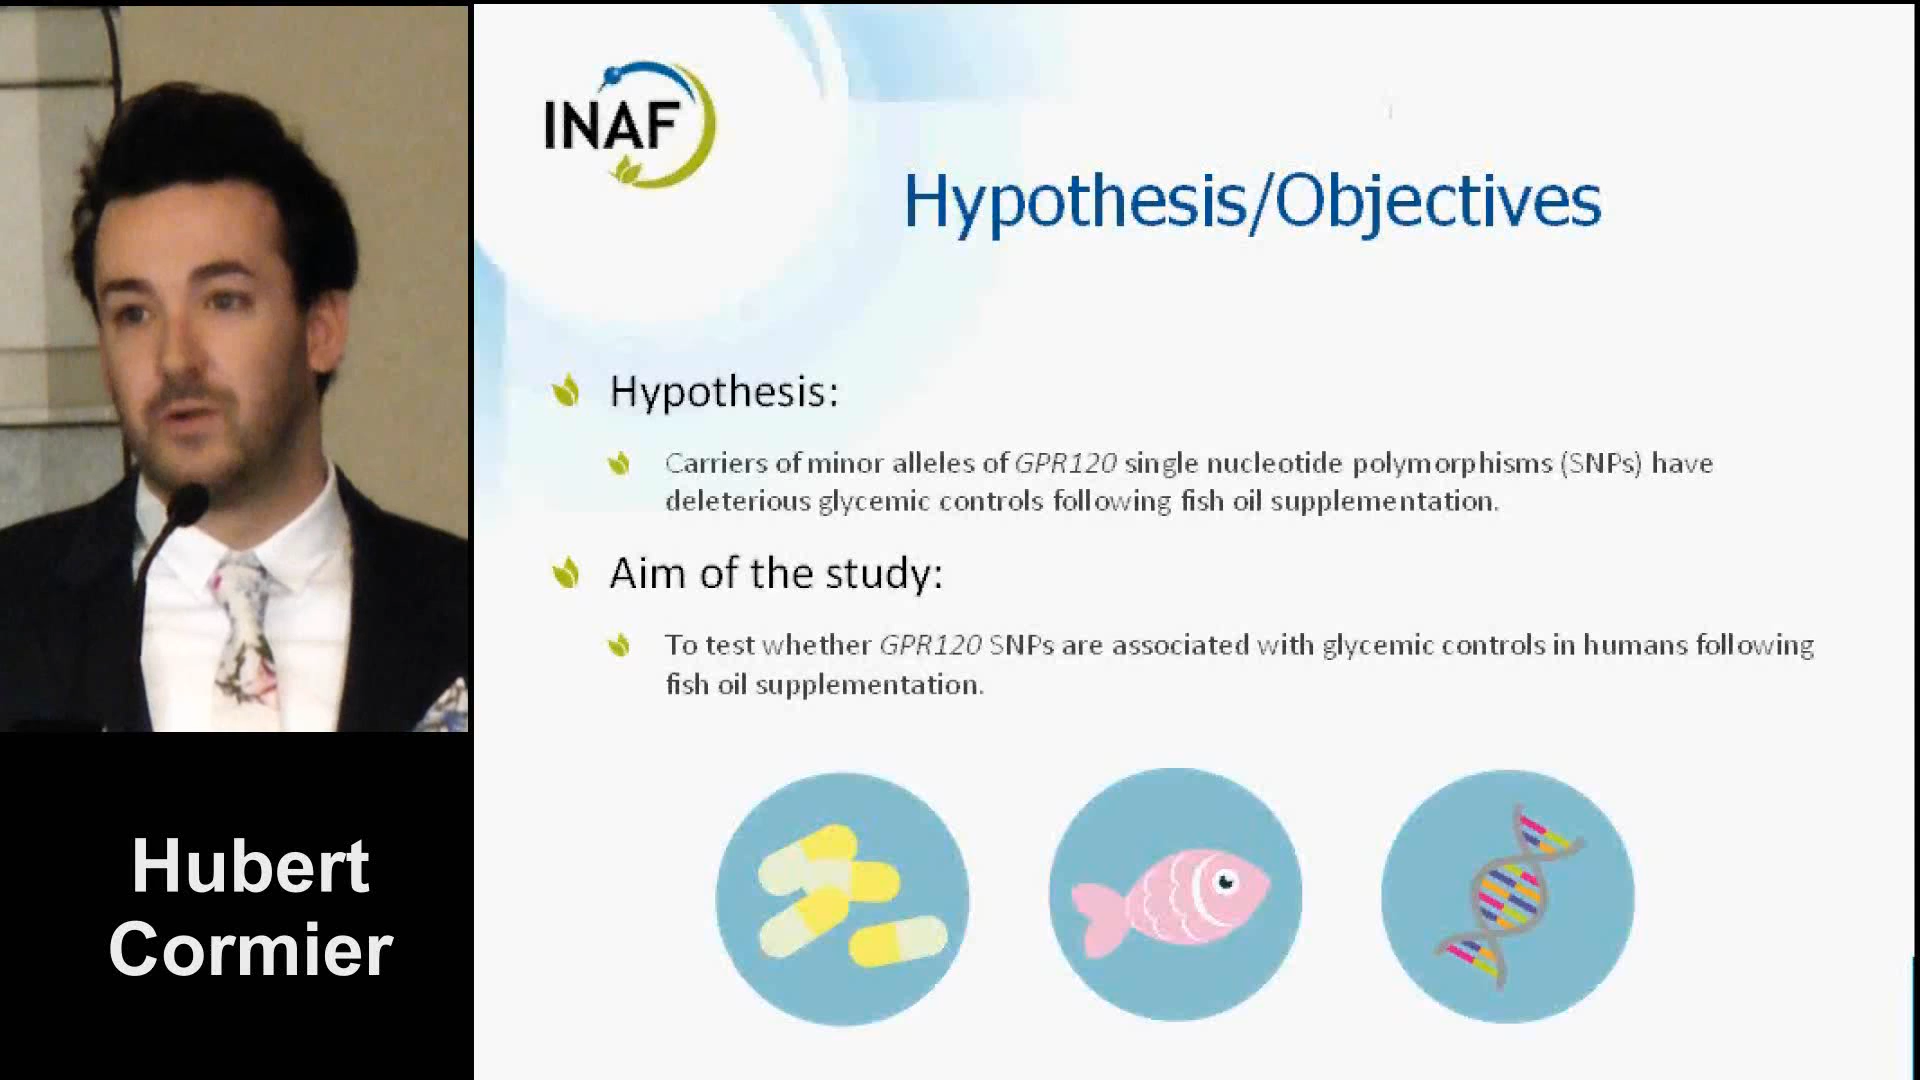 INAF
Hypothesis/Objectives
Hypothesis:
Carriers of minor alleles of GPR120 single nucleotide polymorphisms (SNPs) have
deleterious glycemic controls following fish oil supplementation.
Aim of the study:
To test whether GPR120 SNPs are associated with glycemic controls in humans following
fish oil supplementation.
Hubert
Cormier